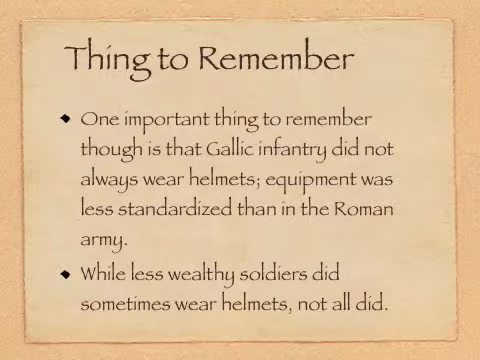 Thing to Remember
One important thing to remember
though is that Gallic infantry did not
always wear helmets; equipment was
less standardized than in the Roman
army.
While less wealthy soldiers did
sometimes wear helmets, not all did.